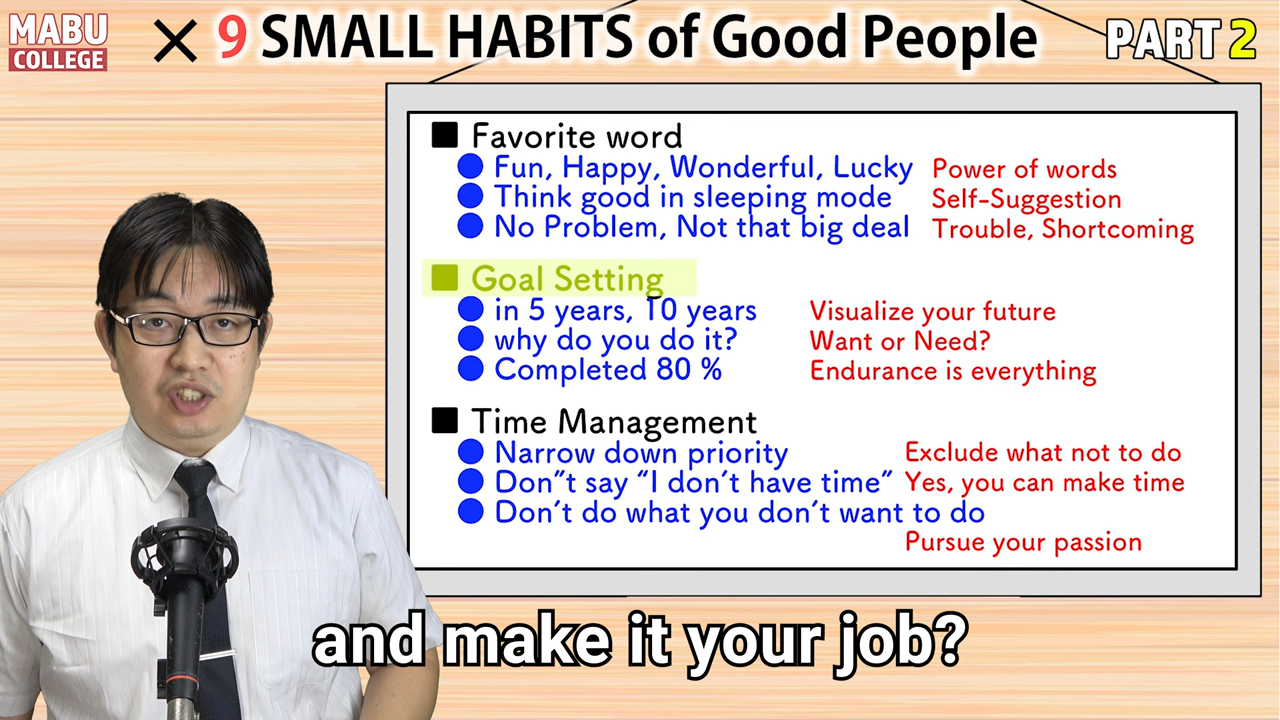 MABU
COLLEGE
× 9 SMALL HABITS of Good People
PART 2
■ Favorite word
● Fun, Happy, Wonderful, Lucky Power of words
● Think good in sleeping mode Self-Suggestion
● No Problem, Not that big deal Trouble, Shortcoming
■ Goal Setting
● in 5 years, 10 years Visualize your future
● why do you do it? Want or Need?
● Completed 80 % Endurance is everything
■ Time Management
● Narrow down priority Exclude what not to do
● Don”t say “I don’t have time” Yes, you can make time
● Don’t do what you don’t want to do
Pursue your passion
and make it your job?